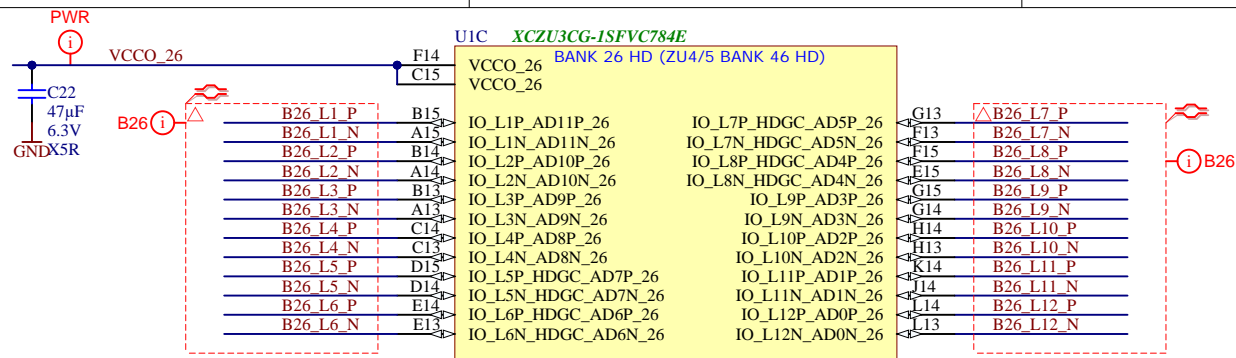 PWR
i
VCCO_26
U1C XCZU3CG-1SFVC784E
BANK 26 HD (ZU4/5 BANK 46 HD)
F14 VCCO_26
C15 VCCO_26
C22
47µF
6.3V
X5R
GND
B26 i
B26_L1_P B15 IO_L1P_AD11P_26
B26_L1_N A15 IO_L1N_AD11N_26
B26_L2_P B14 IO_L2P_AD10P_26
B26_L2_N A14 IO_L2N_AD10N_26
B26_L3_P B13 IO_L3P_AD9P_26
B26_L3_N A13 IO_L3N_AD9N_26
B26_L4_P C14 IO_L4P_AD8P_26
B26_L4_N C13 IO_L4N_AD8N_26
B26_L5_P D15 IO_L5P_HDGC_AD7P_26
B26_L5_N D14 IO_L5N_HDGC_AD7N_26
B26_L6_P E14 IO_L6P_HDGC_AD6P_26
B26_L6_N E13 IO_L6N_HDGC_AD6N_26
IO_L7P_HDGC_AD5P_26 G13 B26_L7_P
IO_L7N_HDGC_AD5N_26 F13 B26_L7_N
IO_L8P_HDGC_AD4P_26 F15 B26_L8_P
IO_L8N_HDGC_AD4N_26 E15 B26_L8_N
IO_L9P_AD3P_26 G15 B26_L9_P
IO_L9N_AD3N_26 G14 B26_L9_N
IO_L10P_AD2P_26 H14 B26_L10_P
IO_L10N_AD2N_26 H13 B26_L10_N
IO_L11P_AD1P_26 K14 B26_L11_P
IO_L11N_AD1N_26 J14 B26_L11_N
IO_L12P_AD0P_26 L14 B26_L12_P
IO_L12N_AD0N_26 L13 B26_L12_N
i B26